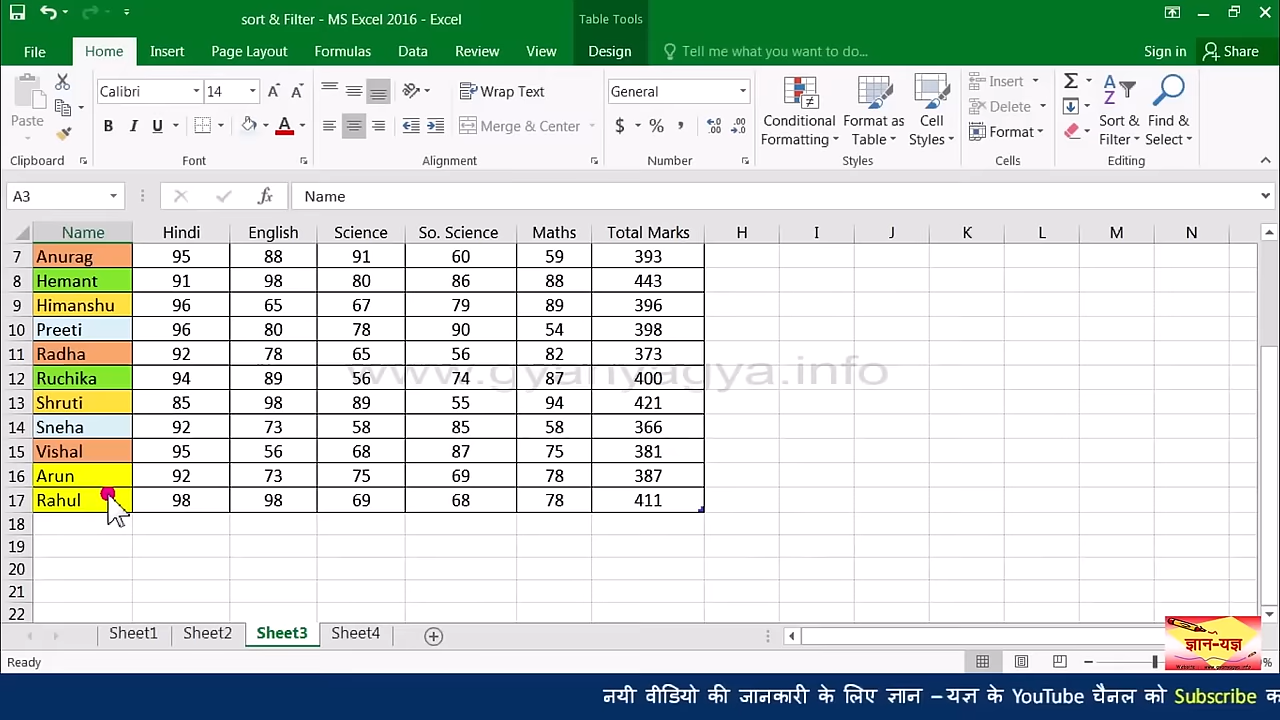 sort & Filter - MS Excel 2016 - Excel
Table Tools
File Home Insert Page Layout Formulas Data Review View Design Tell me what you want to do... Sign in Share
Calibri 14 Wrap Text General Insert
Paste B I U Merge & Center $ % , Conditional Formatting Format as Table Cell Styles Delete Format Σ Sort & Filter Find & Select
Clipboard Font Alignment Number Styles Cells Editing
A3 fx Name
Name Hindi English Science So. Science Maths Total Marks H I J K L M N
7 Anurag 95 88 91 60 59 393
8 Hemant 91 98 80 86 88 443
9 Himanshu 96 65 67 79 89 396
10 Preeti 96 80 78 90 54 398
11 Radha 92 78 65 56 82 373
www.gyanyagya.info
12 Ruchika 94 89 56 74 87 400
13 Shruti 85 98 89 55 94 421
14 Sneha 92 73 58 85 58 366
15 Vishal 95 56 68 87 75 381
16 Arun 92 73 75 69 78 387
17 Rahul 98 98 69 68 78 411
18
19
20
21
22
Sheet1 Sheet2 Sheet3 Sheet4
ज्ञान-यज्ञ
Ready
नयी वीडियो की जानकारी के लिए ज्ञान – यज्ञ के YouTube चैनल को Subscribe क